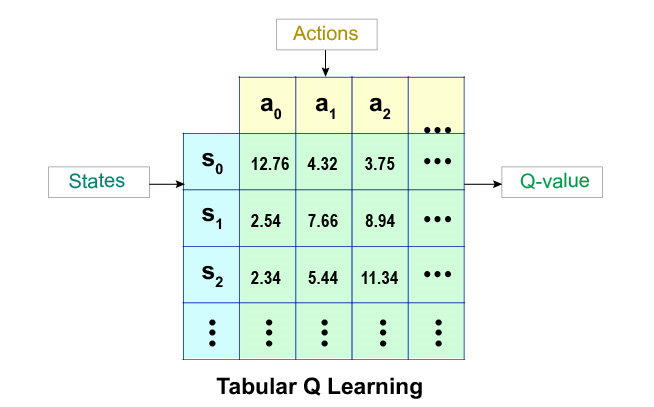 Actions
a0 a1 a2 ...
s0 12.76 4.32 3.75 ...
States
Q-value
s1 2.54 7.66 8.94 ...
s2 2.34 5.44 11.34 ...
⋮ ⋮ ⋮ ⋮ ⋮
Tabular Q Learning